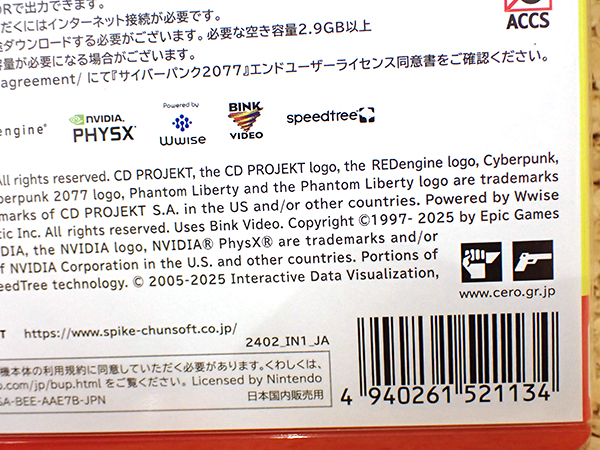 Rで出力できます。
だくにはインターネット接続が必要です。
ダウンロードする必要がございます。必要な空き容量2.9GB以上
容量が必要になる場合がございます。
agreement/ にて『サイバーパンク2077』エンドユーザーライセンス同意書をご確認ください。
ACCS
engine®
NVIDIA.
PHYSX
Powered by
Wwise
BINK
VIDEO
speedtree
All rights reserved. CD PROJEKT, the CD PROJEKT logo, the REDengine logo, Cyberpunk,
berpunk 2077 logo, Phantom Liberty and the Phantom Liberty logo are trademarks
marks of CD PROJEKT S.A. in the US and/or other countries. Powered by Wwise
tic Inc. All rights reserved. Uses Bink Video. Copyright ©1997- 2025 by Epic Games
DIA, the NVIDIA logo, NVIDIA® PhysX® are trademarks and/or
f NVIDIA Corporation in the U.S. and other countries. Portions of
eedTree technology. © 2005-2025 Interactive Data Visualization,
www.cero.gr.jp
T https://www.spike-chunsoft.co.jp/
2402_IN1_JA
機本体の利用規約に同意していただく必要があります。くわしくは、
o.com/jp/bup.html をご覧ください。 Licensed by Nintendo
GA-BEE-AAE7B-JPN
日本国内販売用
4 940261 521134